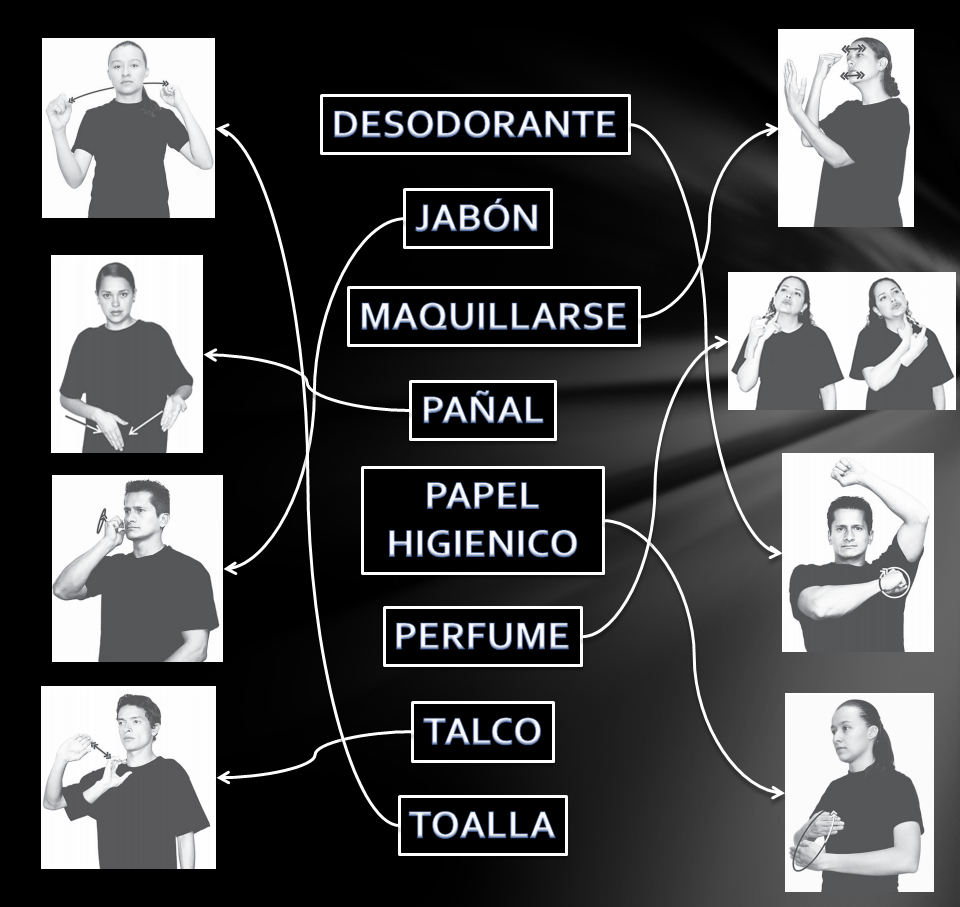 DESODORANTE
JABÓN
MAQUILLARSE
PAÑAL
PAPEL
HIGIENICO
PERFUME
TALCO
TOALLA